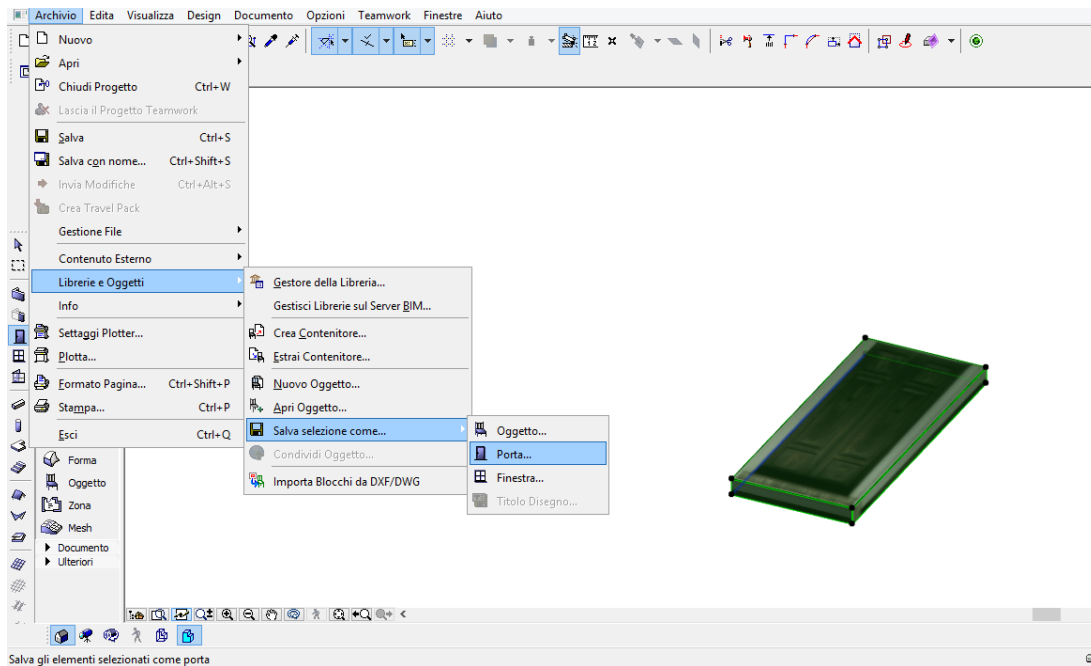 Archivio Edita Visualizza Design Documento Opzioni Teamwork Finestre Aiuto
Nuovo
Apri
Chiudi Progetto Ctrl+W
Lascia il Progetto Teamwork
Salva Ctrl+S
Salva con nome... Ctrl+Shift+S
Invia Modifiche Ctrl+Alt+S
Crea Travel Pack
Gestione File
Contenuto Esterno
Librerie e Oggetti
Info
Settaggi Plotter...
Plotta...
Formato Pagina... Ctrl+Shift+P
Stampa... Ctrl+P
Esci Ctrl+Q
Gestore della Libreria...
Gestisci Librerie sul Server BIM...
Crea Contenitore...
Estrai Contenitore...
Nuovo Oggetto...
Apri Oggetto...
Salva selezione come...
Condividi Oggetto...
Importa Blocchi da DXF/DWG
Oggetto...
Porta...
Finestra...
Titolo Disegno...
Forma
Oggetto
Zona
Mesh
Documento
Ulteriori
Salva gli elementi selezionati come porta